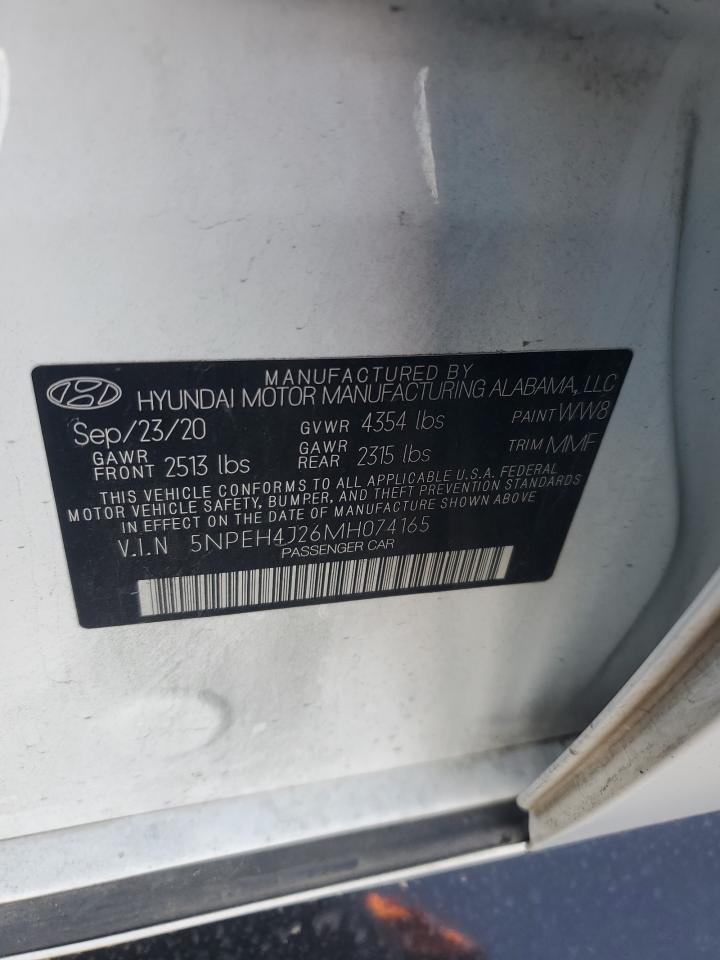 MANUFACTURED BY
HYUNDAI MOTOR MANUFACTURING ALABAMA, LLC
Sep/23/20 GVWR 4354 lbs PAINT WW8
GAWR FRONT 2513 lbs GAWR REAR 2315 lbs TRIM MMF
THIS VEHICLE CONFORMS TO ALL APPLICABLE U.S.A. FEDERAL
MOTOR VEHICLE SAFETY, BUMPER, AND THEFT PREVENTION STANDARDS
IN EFFECT ON THE DATE OF MANUFACTURE SHOWN ABOVE
V.I.N 5NPEH4J26MH074165
PASSENGER CAR